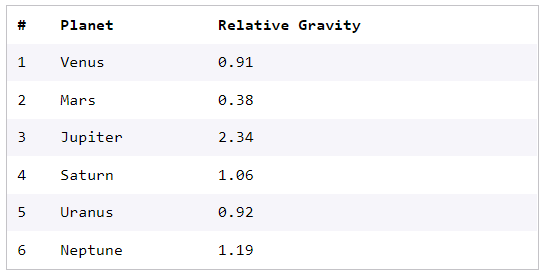 # Planet Relative Gravity
1 Venus 0.91
2 Mars 0.38
3 Jupiter 2.34
4 Saturn 1.06
5 Uranus 0.92
6 Neptune 1.19